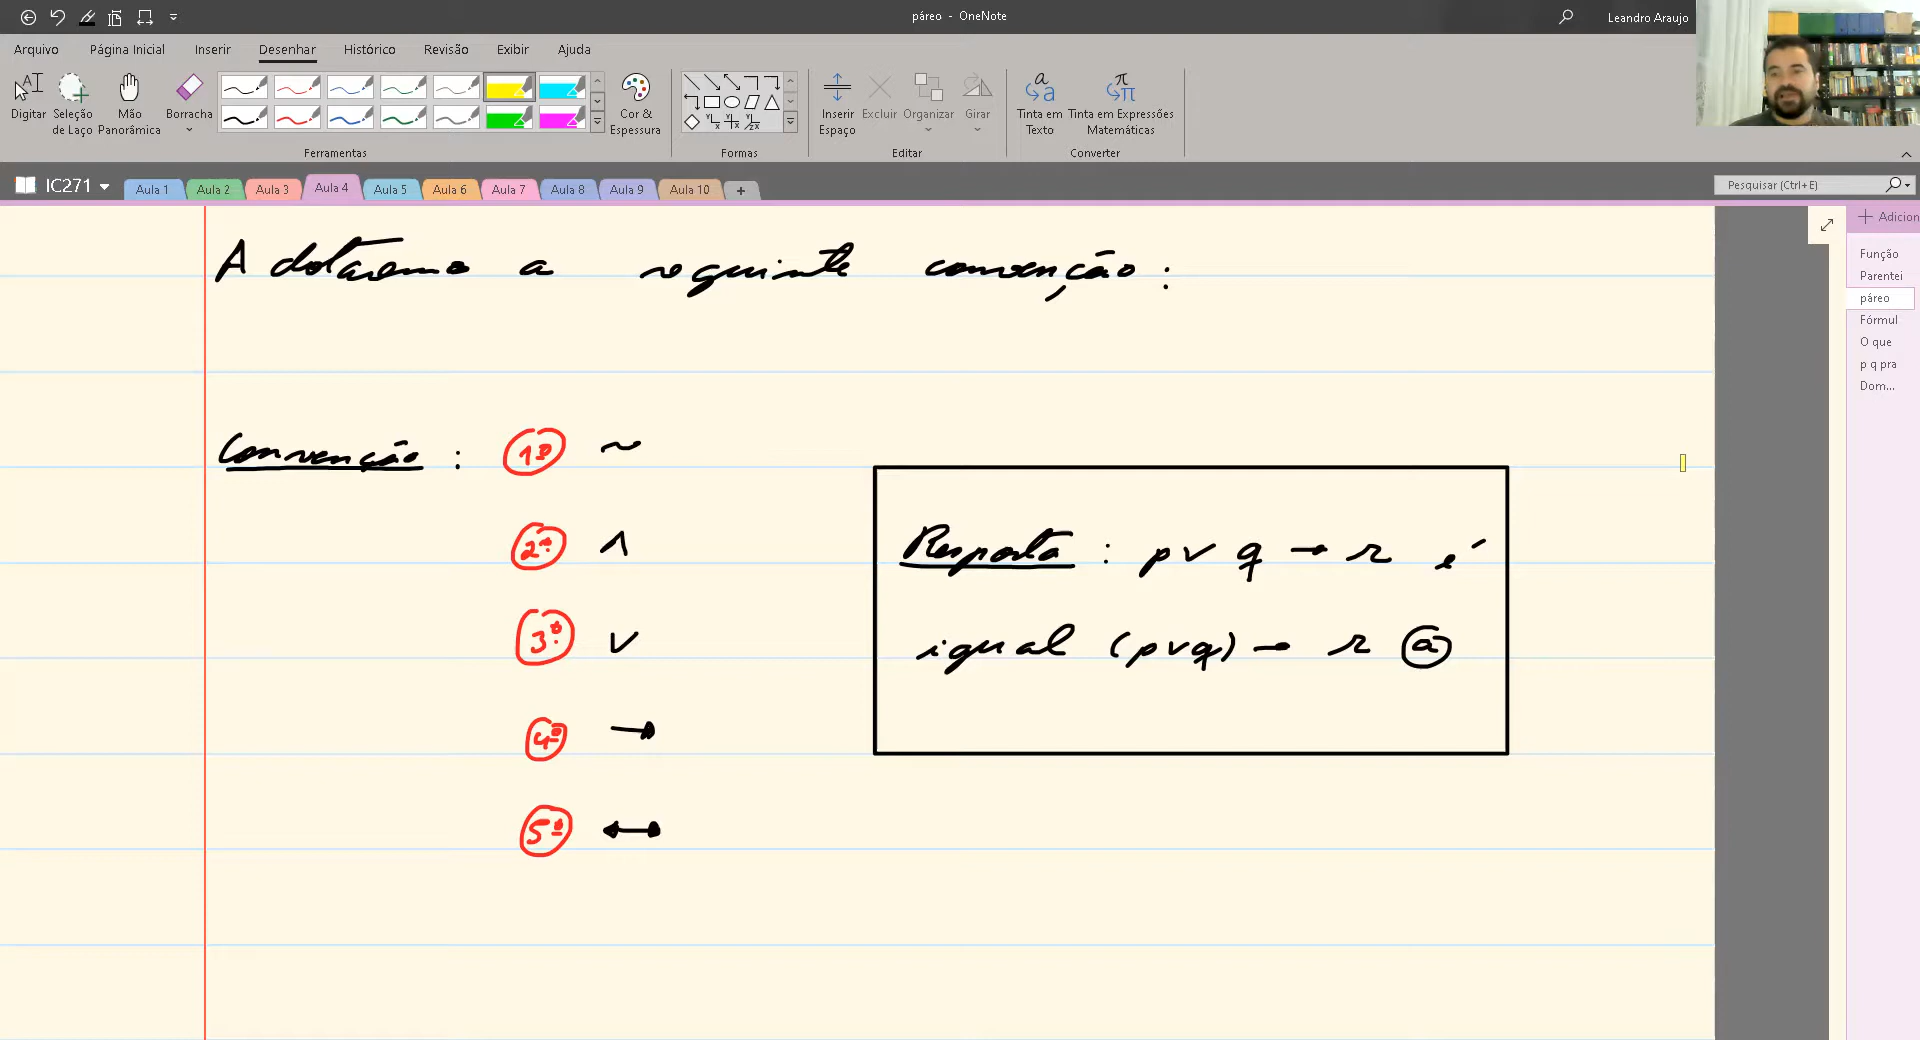 páreo - OneNote
Leandro Araujo
Arquivo Página Inicial Inserir Desenhar Histórico Revisão Exibir Ajuda
Digitar Seleção de Laço Mão Panorâmica Borracha Cor & Espessura Inserir Espaço Excluir Organizar Girar Tinta em Texto Tinta em Expressões Matemáticas
Ferramentas Formas Editar Converter
IC271 Aula 1 Aula 2 Aula 3 Aula 4 Aula 5 Aula 6 Aula 7 Aula 8 Aula 9 Aula 10 +
Pesquisar (Ctrl+E)
Adicion
Função
Parentei
páreo
Fórmul
O que
p q pra
Dom...
Adotaremos a seguinte convenção:
Convenção: 1º ~
2º ∧
3º ∨
4º →
5º ↔
Resposta: p ∨ q → r é
igual (p ∨ q) → r a